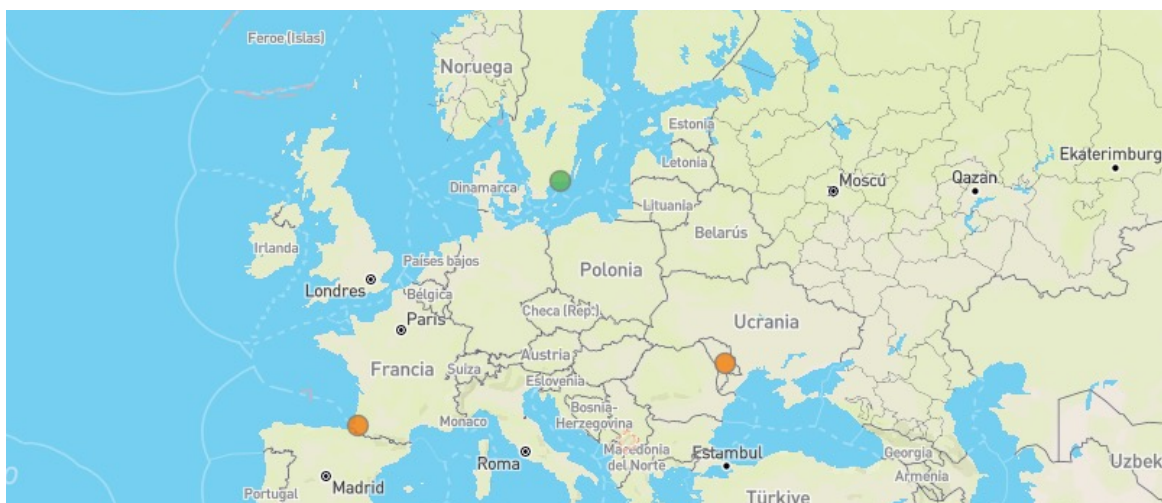 Feroe (Islas)
Noruega
Estonia
Letonia
Ekaterimburg
Moscú
Qazan
Dinamarca
Lituania
Belarús
Irlanda
Países bajos
Polonia
Londres
Bélgica
Checa (Rep.)
París
Ucrania
Austria
Francia
Suiza
Eslovenia
Bosnia-
Herzegovina
Monaco
Macedonia
del Norte
Roma
Estambul
Georgia
Uzbek
Armenia
Madrid
Portugal
Türkiye